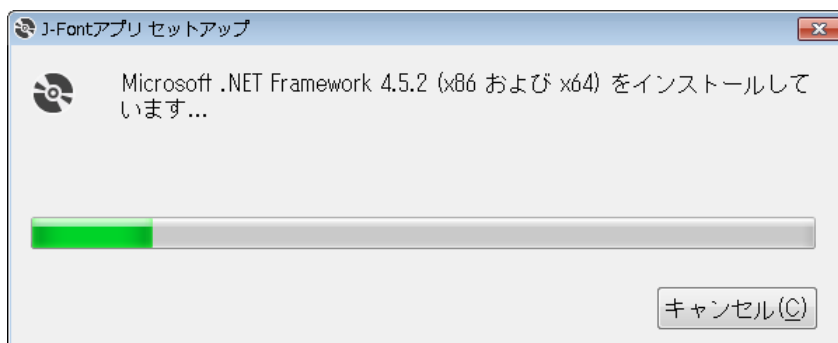 J-Fontアプリ セットアップ
Microsoft .NET Framework 4.5.2 (x86 および x64) をインストールして
います...
キャンセル(C)